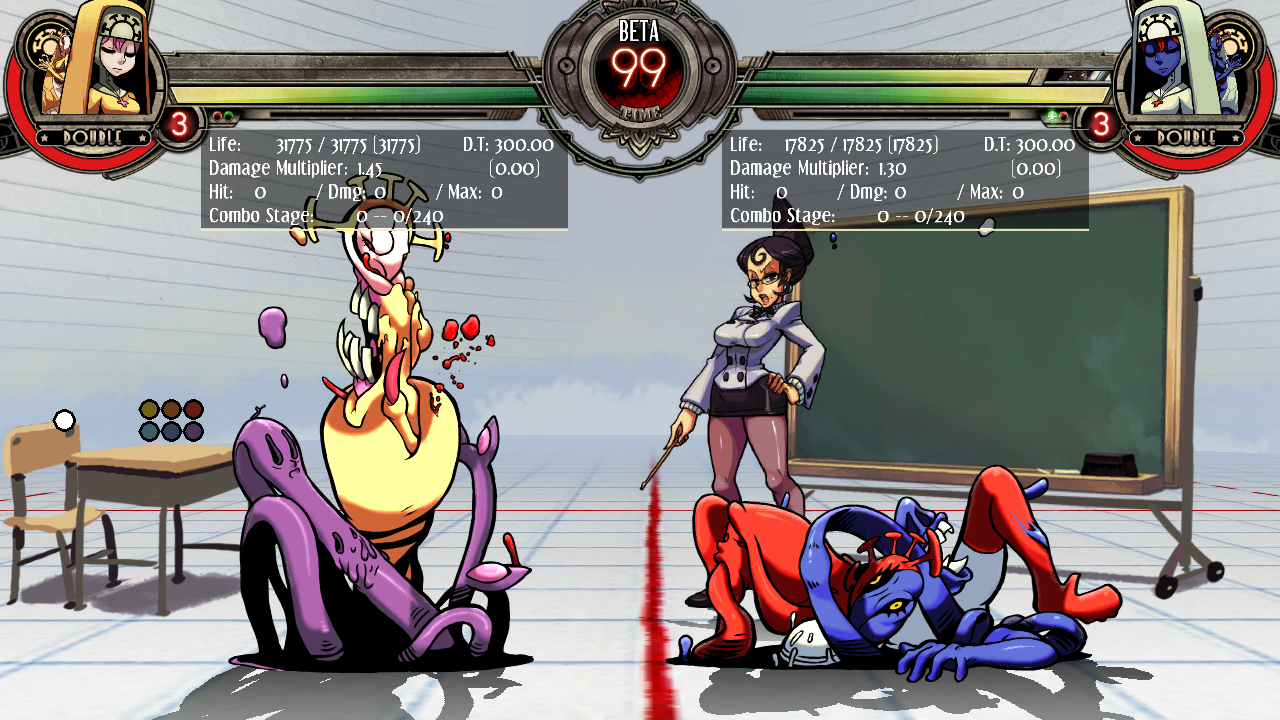 BETA
99
TIME
DOUBLE
3
3
DOUBLE
Life: 31775 / 31775 (31775) D.T: 300.00
Damage Multiplier: 1.45 (0.00)
Hit: 0 / Dmg: 0 / Max: 0
Combo Stage: 0 -- 0/240
Life: 17825 / 17825 (17825) D.T: 300.00
Damage Multiplier: 1.30 (0.00)
Hit: 0 / Dmg: 0 / Max: 0
Combo Stage: 0 -- 0/240